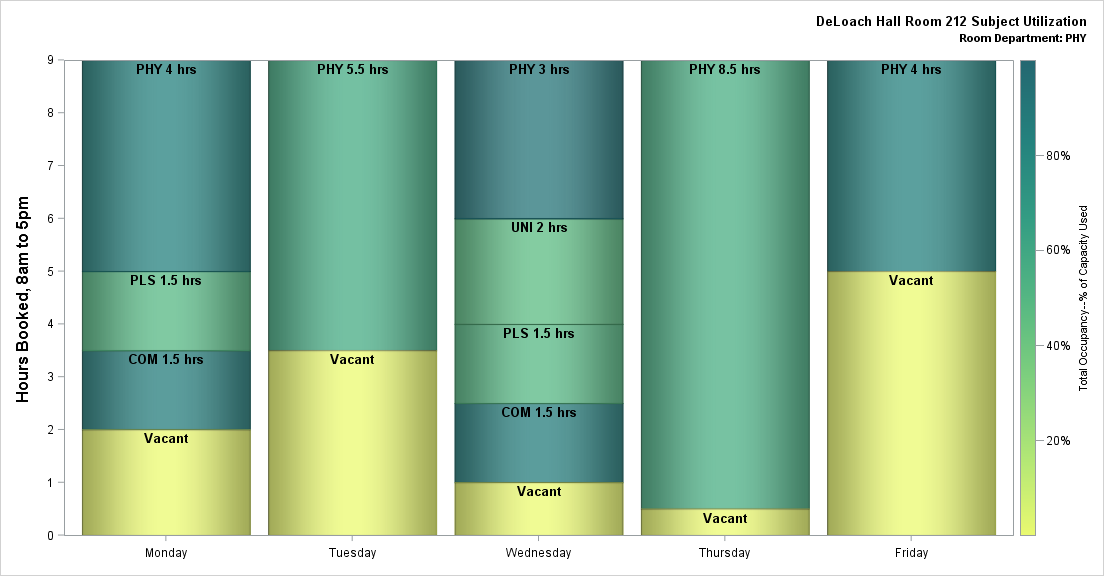 DeLoach Hall Room 212 Subject Utilization
Room Department: PHY
Hours Booked, 8am to 5pm
9
8
7
6
5
4
3
2
1
0
PHY 4 hrs
PLS 1.5 hrs
COM 1.5 hrs
Vacant
PHY 5.5 hrs
Vacant
PHY 3 hrs
UNI 2 hrs
PLS 1.5 hrs
COM 1.5 hrs
Vacant
PHY 8.5 hrs
Vacant
PHY 4 hrs
Vacant
Monday
Tuesday
Wednesday
Thursday
Friday
80%
60%
40%
20%
Total Occupancy--% of Capacity Used